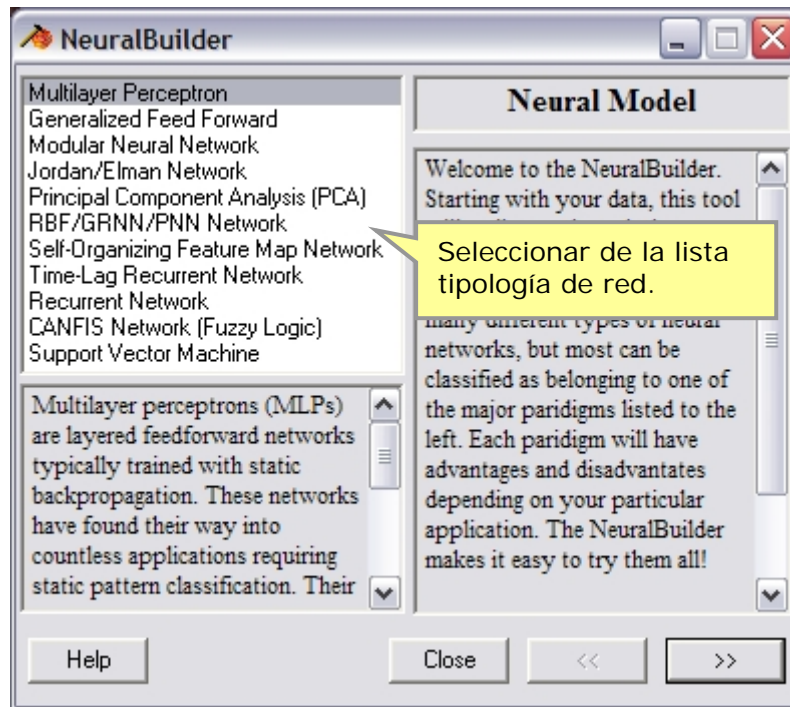 NeuralBuilder
Multilayer Perceptron
Generalized Feed Forward
Modular Neural Network
Jordan/Elman Network
Principal Component Analysis (PCA)
RBF/GRNN/PNN Network
Self-Organizing Feature Map Network
Time-Lag Recurrent Network
Recurrent Network
CANFIS Network (Fuzzy Logic)
Support Vector Machine
Multilayer perceptrons (MLPs)
are layered feedforward networks
typically trained with static
backpropagation. These networks
have found their way into
countless applications requiring
static pattern classification. Their
Neural Model
Welcome to the NeuralBuilder.
Starting with your data, this tool
Seleccionar de la lista
tipología de red.
many different types of neural
networks, but most can be
classified as belonging to one of
the major paridigms listed to the
left. Each paridigm will have
advantages and disadvantates
depending on your particular
application. The NeuralBuilder
makes it easy to try them all!
Help
Close
<<
>>